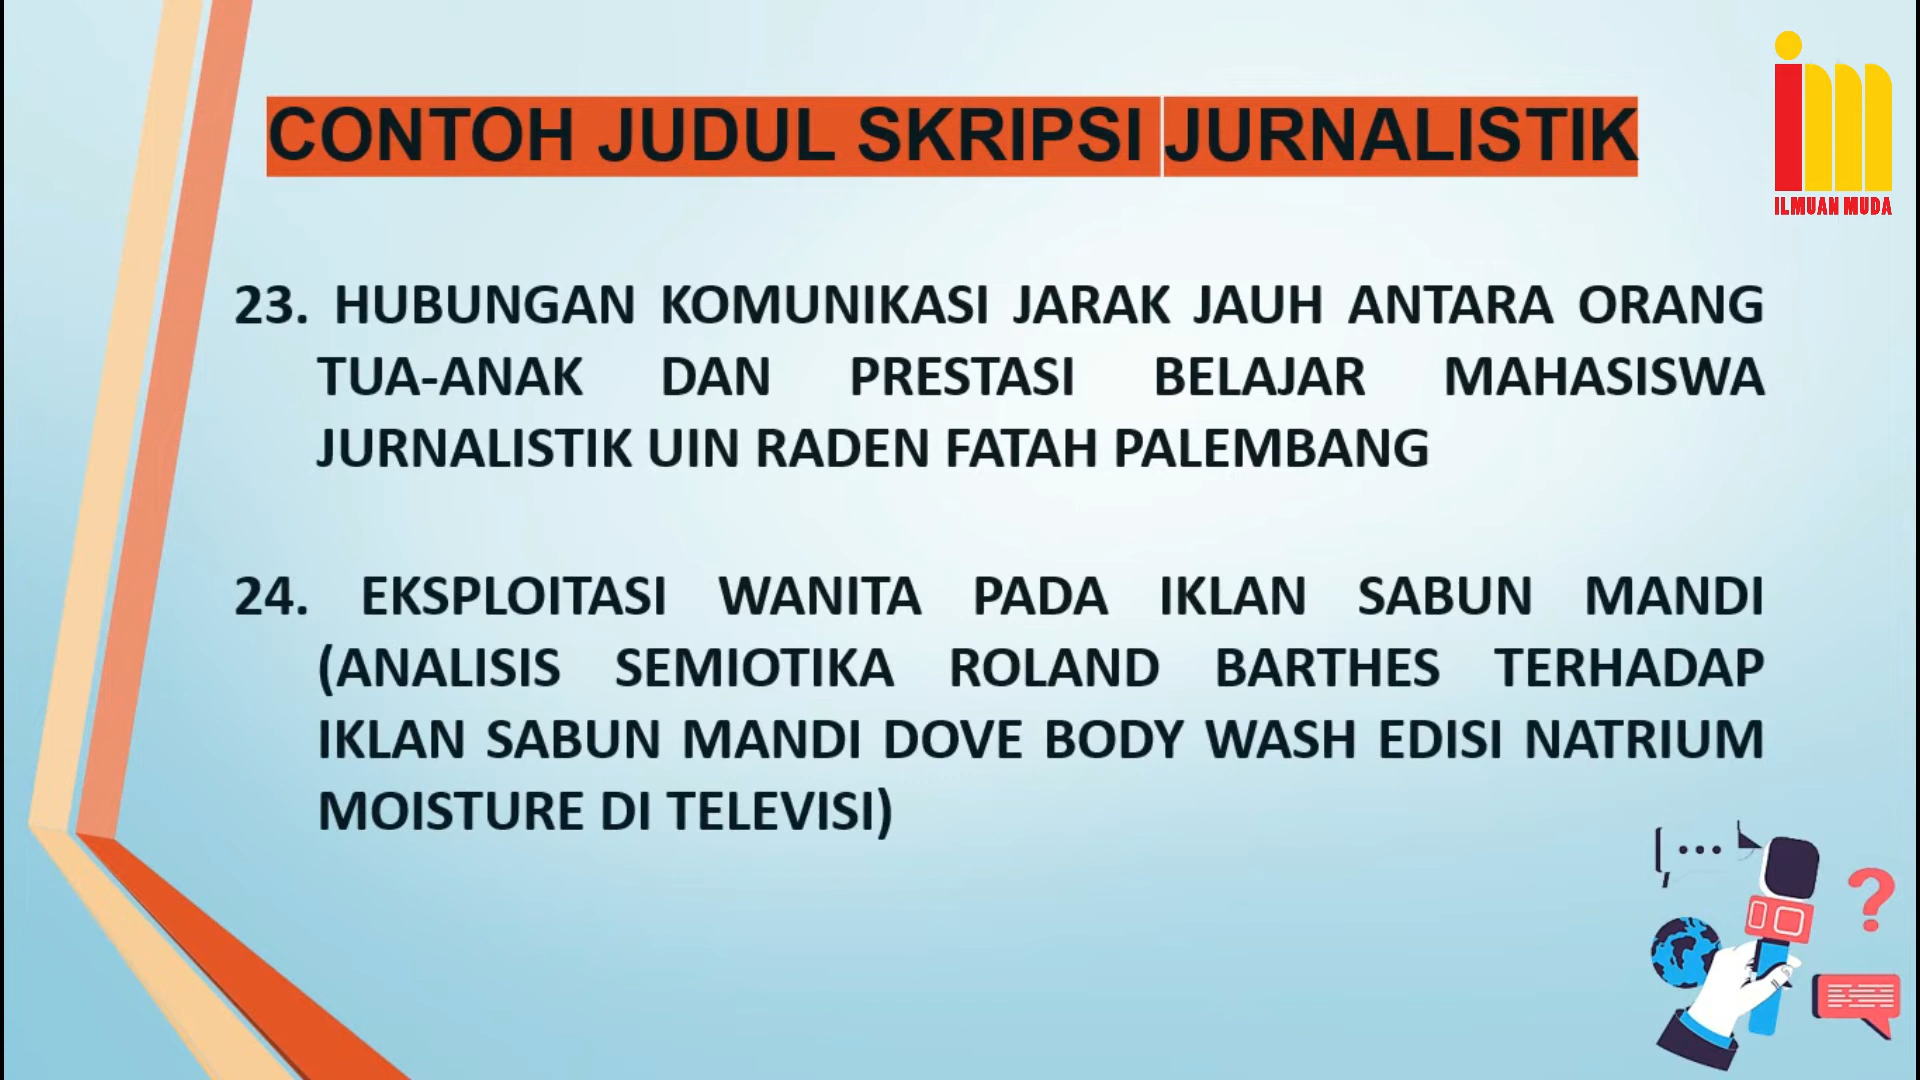 CONTOH JUDUL SKRIPSI JURNALISTIK
ILMUAN MUDA
23. HUBUNGAN KOMUNIKASI JARAK JAUH ANTARA ORANG
TUA-ANAK DAN PRESTASI BELAJAR MAHASISWA
JURNALISTIK UIN RADEN FATAH PALEMBANG
24. EKSPLOITASI WANITA PADA IKLAN SABUN MANDI
(ANALISIS SEMIOTIKA ROLAND BARTHES TERHADAP
IKLAN SABUN MANDI DOVE BODY WASH EDISI NATRIUM
MOISTURE DI TELEVISI)